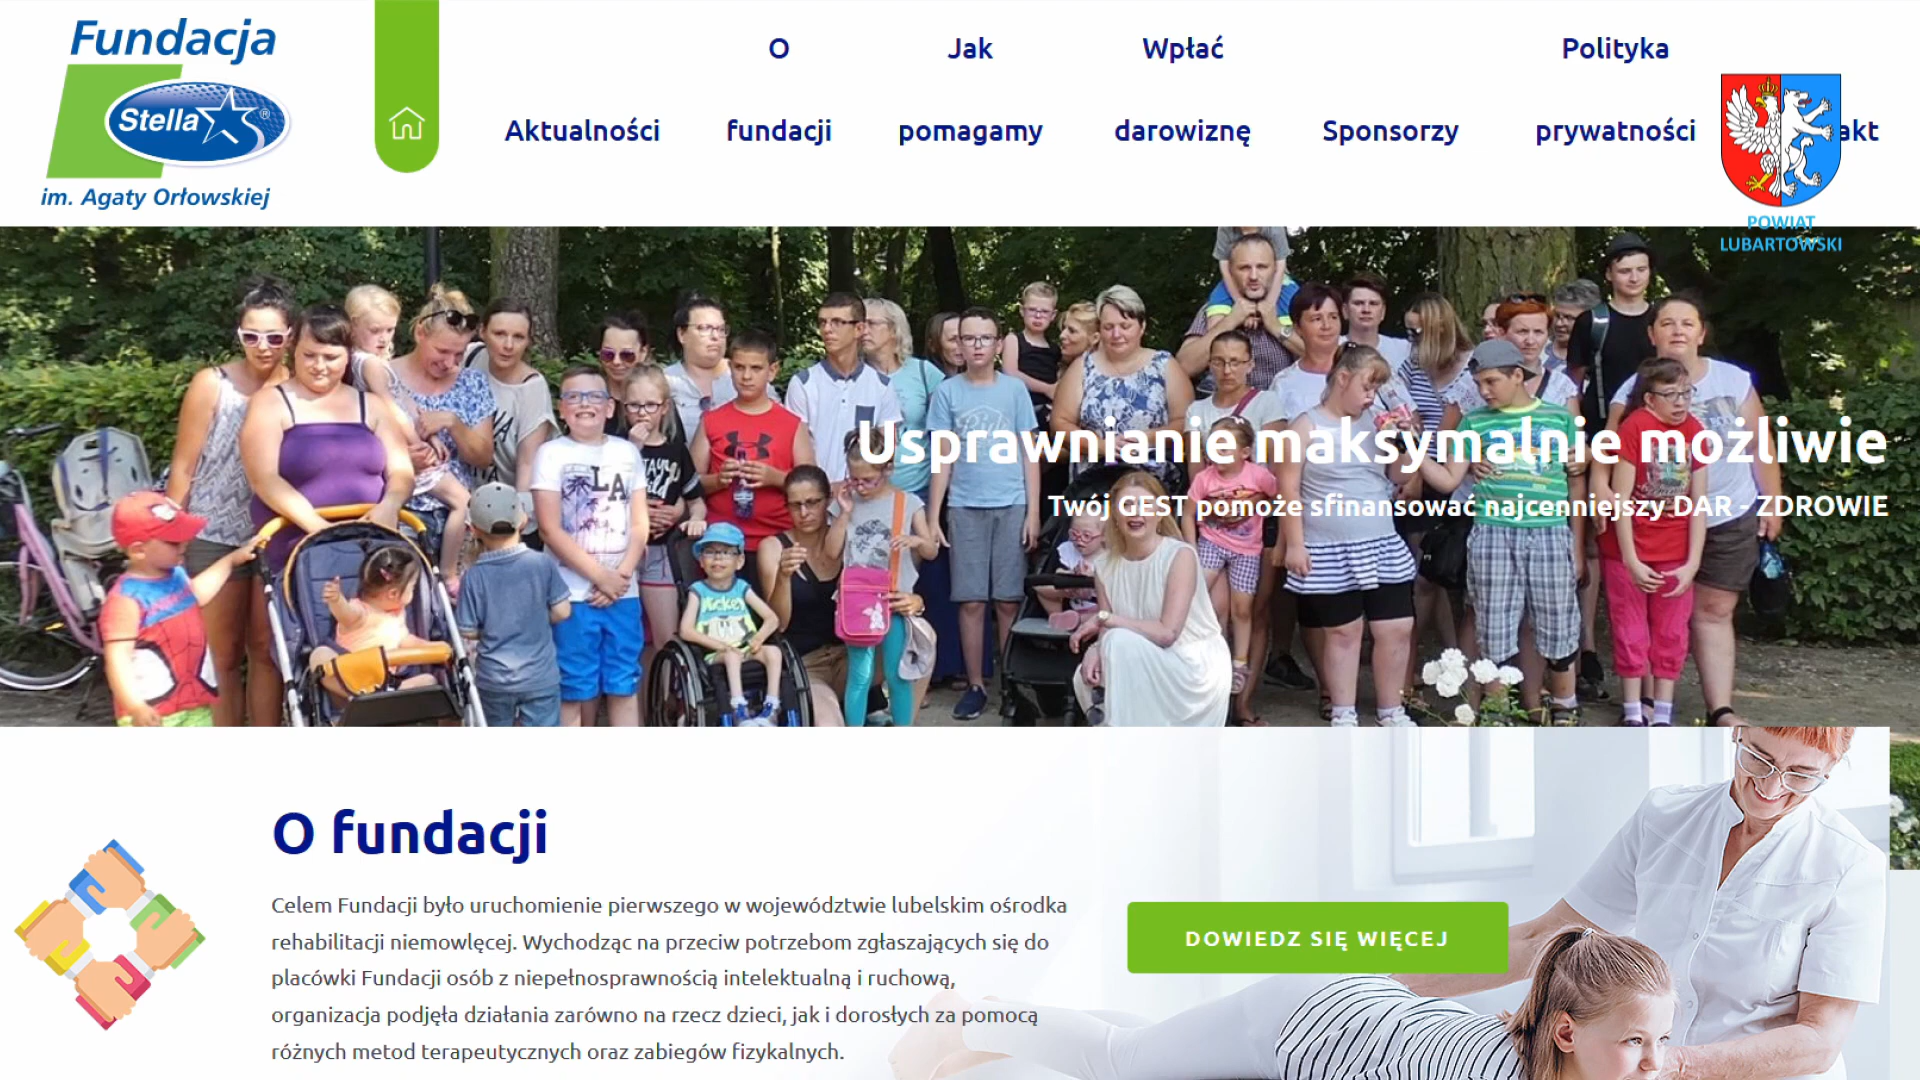 Fundacja
Stella
®
im. Agaty Orłowskiej
Aktualności
O fundacji
Jak pomagamy
Wpłać darowiznę
Sponsorzy
Polityka prywatności
akt
POWIAT
LUBARTOWSKI
Usprawnianie maksymalnie możliwie
Twój GEST pomoże sfinansować najcenniejszy DAR - ZDROWIE
O fundacji
Celem Fundacji było uruchomienie pierwszego w województwie lubelskim ośrodka
rehabilitacji niemowlęcej. Wychodząc na przeciw potrzebom zgłaszających się do
placówki Fundacji osób z niepełnosprawnością intelektualną i ruchową,
organizacja podjęła działania zarówno na rzecz dzieci, jak i dorosłych za pomocą
różnych metod terapeutycznych oraz zabiegów fizykalnych.
DOWIEDZ SIĘ WIĘCEJ